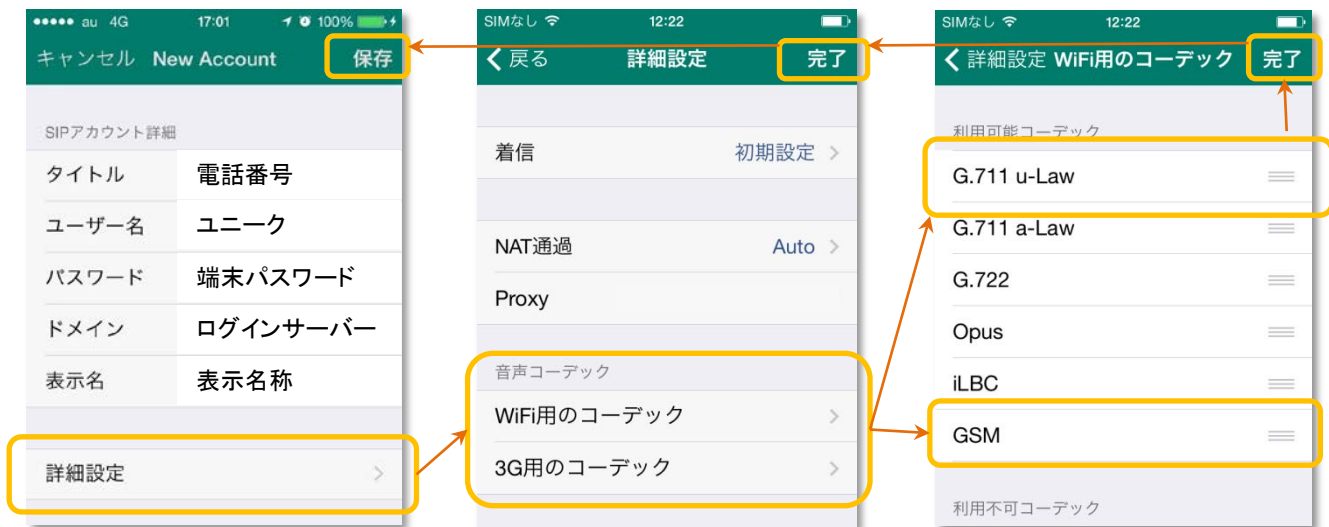 au 4G 17:01 100%
キャンセル New Account 保存
SIPアカウント詳細
タイトル 電話番号
ユーザー名 ユニーク
パスワード 端末パスワード
ドメイン ログインサーバー
表示名 表示名称
詳細設定
SIMなし 12:22
戻る 詳細設定 完了
着信 初期設定
NAT通過 Auto
Proxy
音声コーデック
WiFi用のコーデック
3G用のコーデック
SIMなし 12:22
詳細設定 WiFi用のコーデック 完了
利用可能コーデック
G.711 u-Law
G.711 a-Law
G.722
Opus
iLBC
GSM
利用不可コーデック